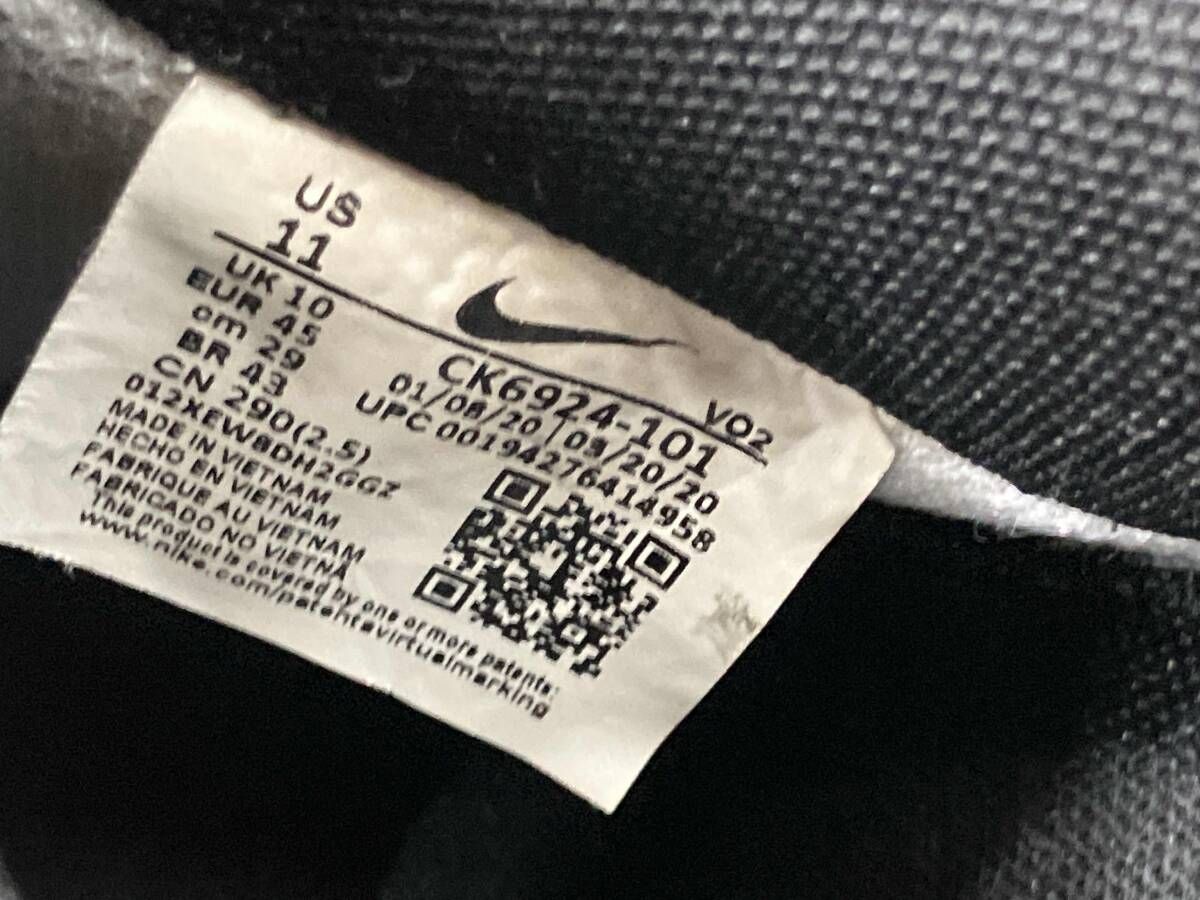 US
11
UK 10
EUR 45
cm 29
BR 43
CN 290(2.5)
012XEW8DH2GGZ
MADE IN VIETNAM
HECHO EN VIETNAM
FABRIQUE AU VIETNAM
FABRICADO NO VIETNÃ
This product is covered by one or more patents:
www.nike.com/patentsvirtualmarking
VO2
CK6924-101
01/08/20 03/20/20
UPC 00194276414958